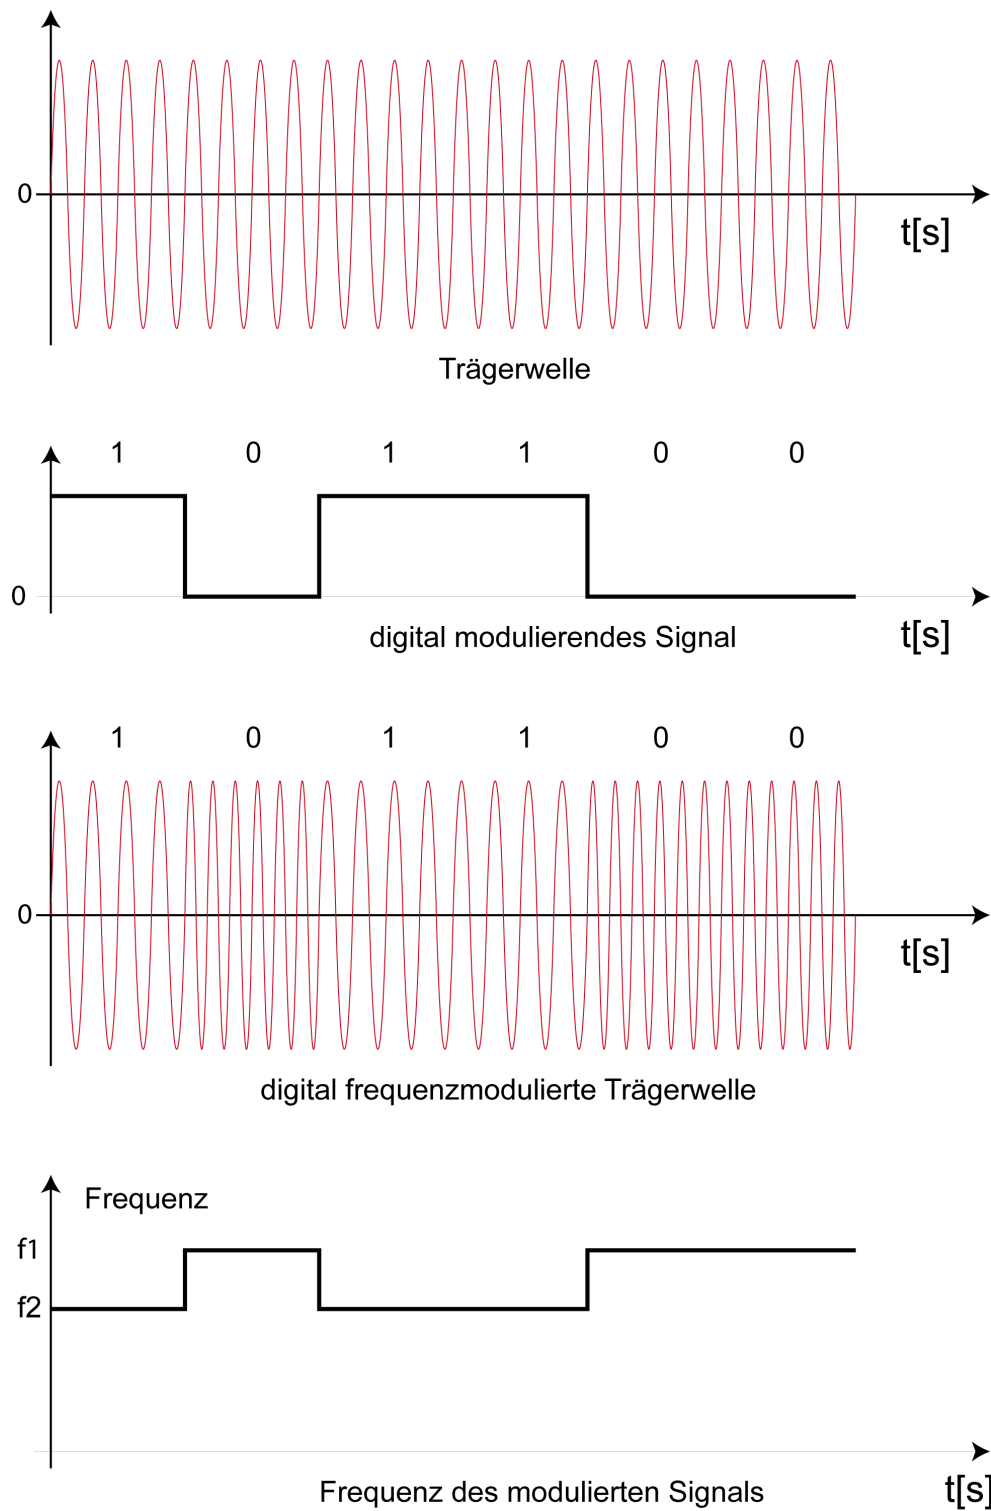 0
t[s]
Trägerwelle
1 0 1 1 0 0
0
digital modulierendes Signal
t[s]
1 0 1 1 0 0
0
t[s]
digital frequenzmodulierte Trägerwelle
Frequenz
f1
f2
Frequenz des modulierten Signals
t[s]